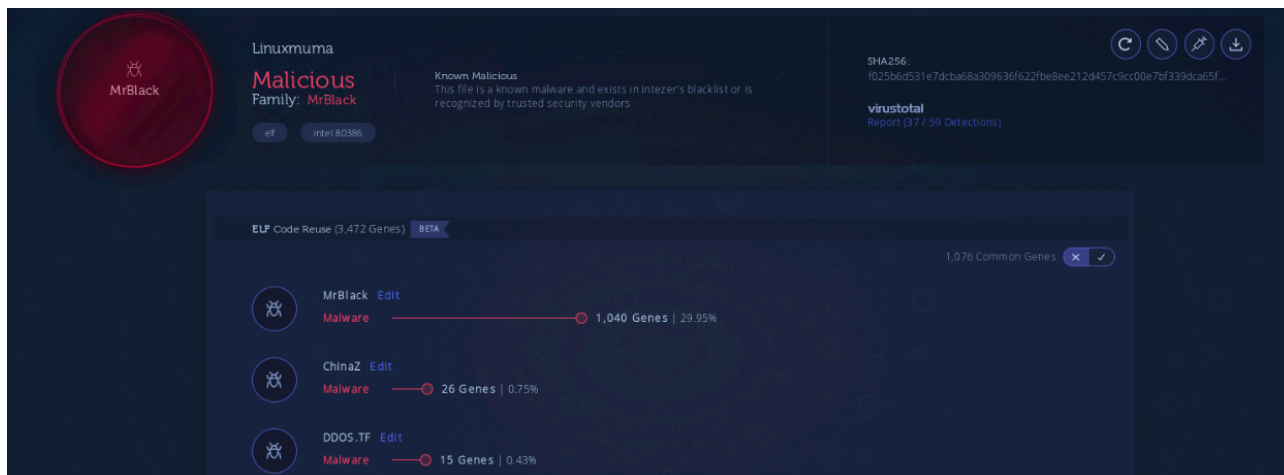 MrBlack
Linuxmuma
Malicious
Family: MrBlack
elf intel 80386
Known Malicious
This file is a known malware and exists in Intezer's blacklist or is
recognized by trusted security vendors
SHA256:
f025b6d531e7dcba68a309636f622fbe8ee212d457c9cc00e7bf339dca65f...
virustotal
Report (37 / 59 Detections)
ELF Code Reuse (3,472 Genes) BETA
1,076 Common Genes
MrBlack Edit
Malware 1,040 Genes | 29.95%
ChinaZ Edit
Malware 26 Genes | 0.75%
DDOS.TF Edit
Malware 15 Genes | 0.43%